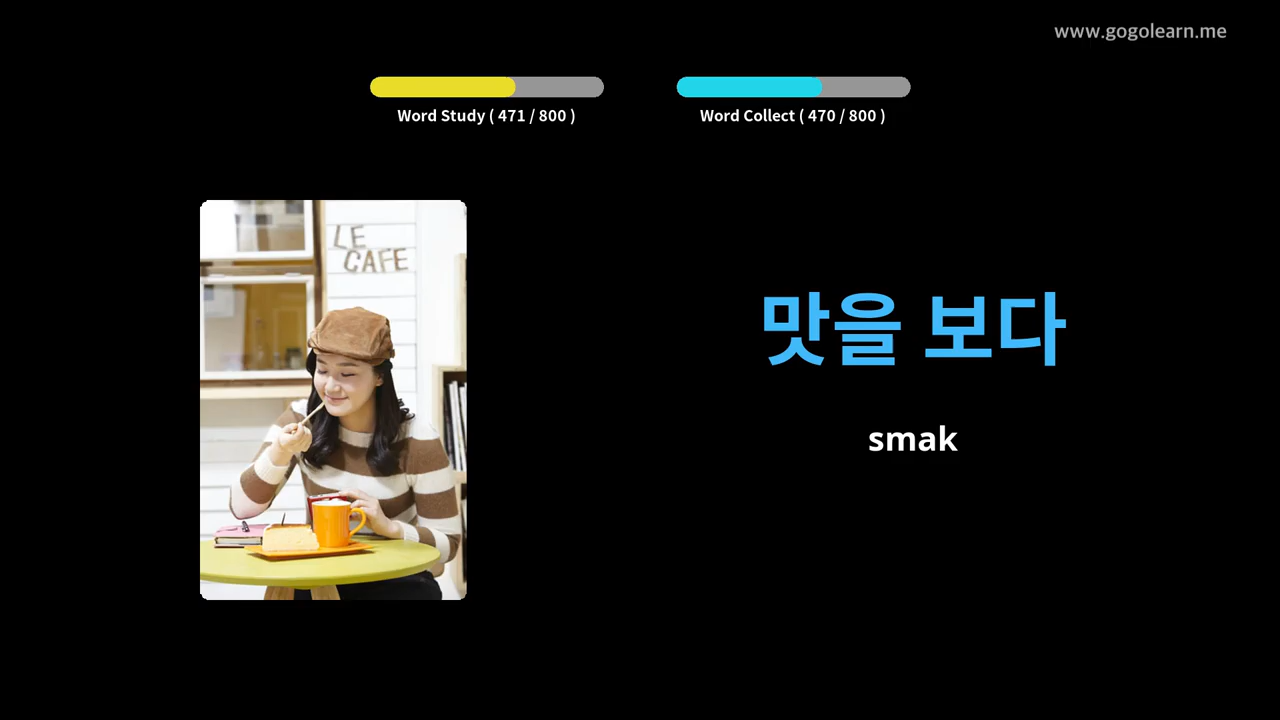 www.gogolearn.me
Word Study ( 471 / 800 )
Word Collect ( 470 / 800 )
LE
CAFE
맛을 보다
smak